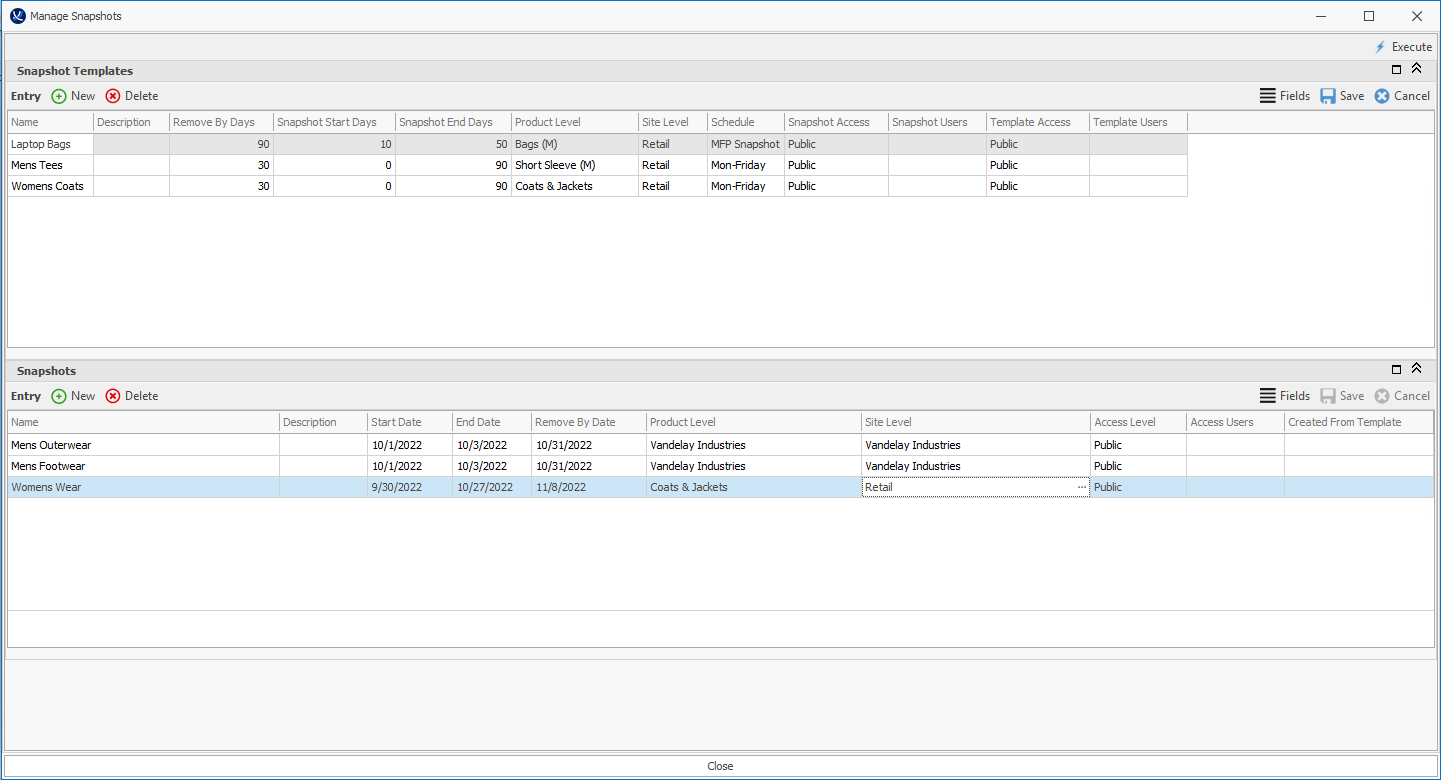 Manage Snapshots
Execute
Snapshot Templates
Entry New Delete Fields Save Cancel
Name Description Remove By Days Snapshot Start Days Snapshot End Days Product Level Site Level Schedule Snapshot Access Snapshot Users Template Access Template Users
Laptop Bags 90 10 50 Bags (M) Retail MFP Snapshot Public Public
Mens Tees 30 0 90 Short Sleeve (M) Retail Mon-Friday Public Public
Womens Coats 30 0 90 Coats & Jackets Retail Mon-Friday Public Public
Snapshots
Entry New Delete Fields Save Cancel
Name Description Start Date End Date Remove By Date Product Level Site Level Access Level Access Users Created From Template
Mens Outerwear 10/1/2022 10/3/2022 10/31/2022 Vandelay Industries Vandelay Industries Public
Mens Footwear 10/1/2022 10/3/2022 10/31/2022 Vandelay Industries Vandelay Industries Public
Womens Wear 9/30/2022 10/27/2022 11/8/2022 Coats & Jackets Retail ... Public
Close